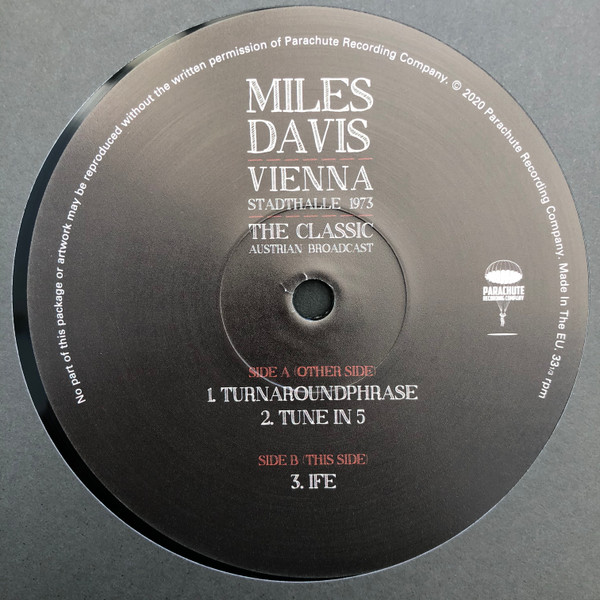 No part of this package or artwork may be reproduced without the written permission of Parachute Recording Company. © 2020 Parachute Recording Company. Made In The EU. 33 1/3 rpm
MILES
DAVIS
VIENNA
STADTHALLE 1973
THE CLASSIC
AUSTRIAN BROADCAST
PARACHUTE
RECORDING COMPANY
SIDE A (OTHER SIDE)
1. TURNAROUNDPHRASE
2. TUNE IN 5
SIDE B (THIS SIDE)
3. IFE